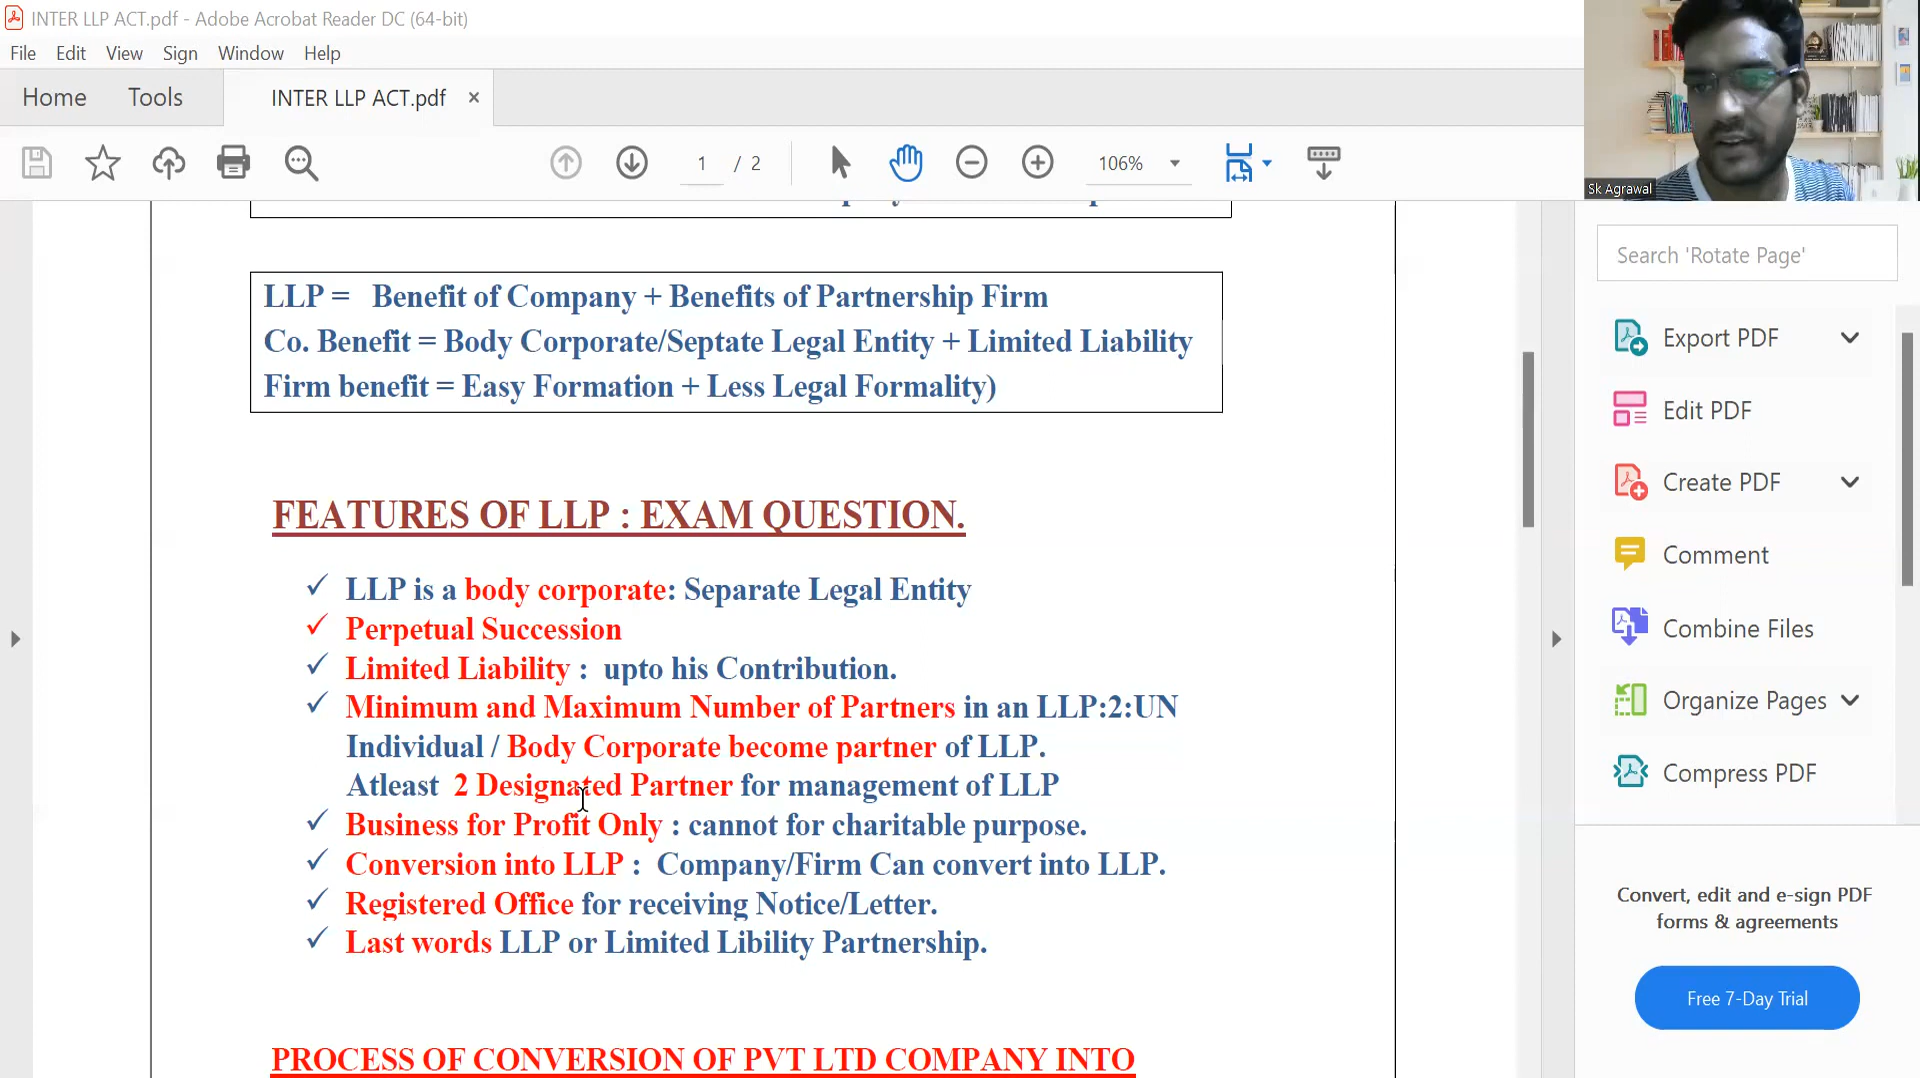 INTER LLP ACT.pdf - Adobe Acrobat Reader DC (64-bit)
File Edit View Sign Window Help
Home Tools INTER LLP ACT.pdf ×
1 / 2 106%
Sk Agrawal
LLP = Benefit of Company + Benefits of Partnership Firm
Co. Benefit = Body Corporate/Septate Legal Entity + Limited Liability
Firm benefit = Easy Formation + Less Legal Formality)
FEATURES OF LLP : EXAM QUESTION.
✓ LLP is a body corporate: Separate Legal Entity
✓ Perpetual Succession
✓ Limited Liability : upto his Contribution.
✓ Minimum and Maximum Number of Partners in an LLP:2:UN
Individual / Body Corporate become partner of LLP.
Atleast 2 Designated Partner for management of LLP
✓ Business for Profit Only : cannot for charitable purpose.
✓ Conversion into LLP : Company/Firm Can convert into LLP.
✓ Registered Office for receiving Notice/Letter.
✓ Last words LLP or Limited Libility Partnership.
PROCESS OF CONVERSION OF PVT LTD COMPANY INTO
Search 'Rotate Page'
Export PDF
Edit PDF
Create PDF
Comment
Combine Files
Organize Pages
Compress PDF
Convert, edit and e-sign PDF
forms & agreements
Free 7-Day Trial